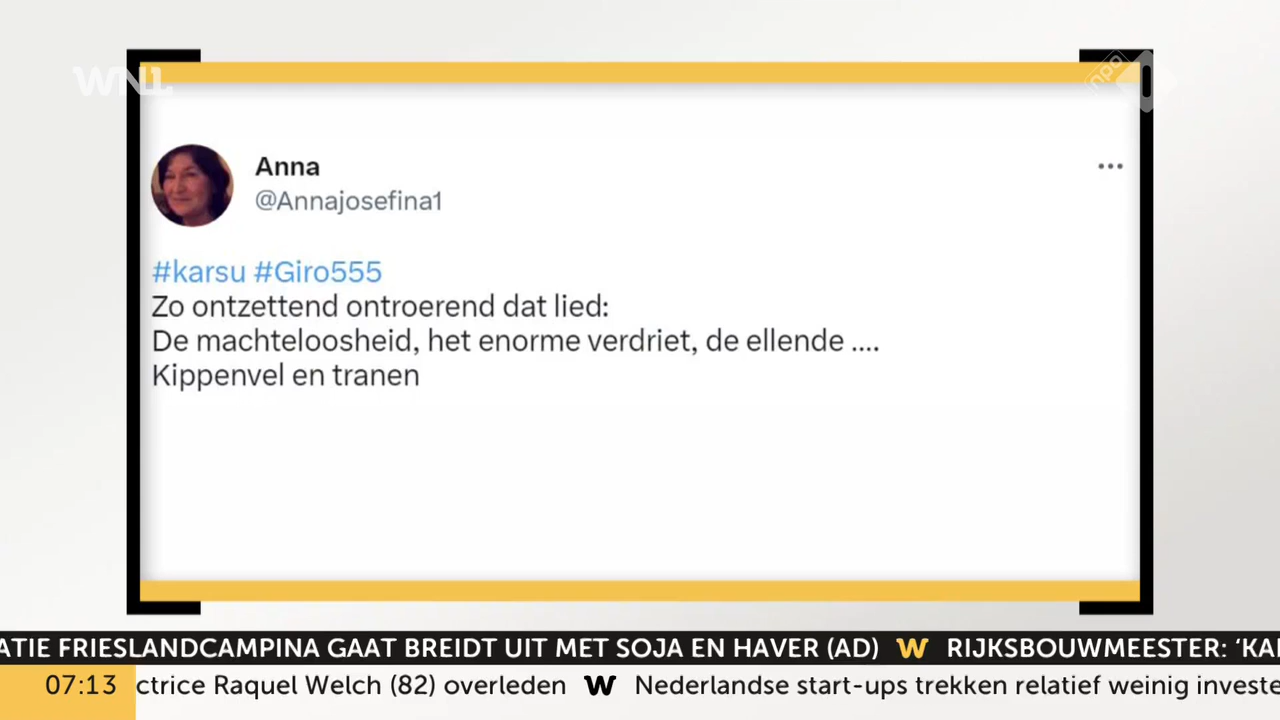 WNL
npo
Anna
@Annajosefina1
#karsu #Giro555
Zo ontzettend ontroerend dat lied:
De machteloosheid, het enorme verdriet, de ellende ....
Kippenvel en tranen
ATIE FRIESLANDCAMPINA GAAT BREIDT UIT MET SOJA EN HAVER (AD) W RIJKSBOUWMEESTER: ‘KA
07:13 ctrice Raquel Welch (82) overleden W Nederlandse start-ups trekken relatief weinig investe